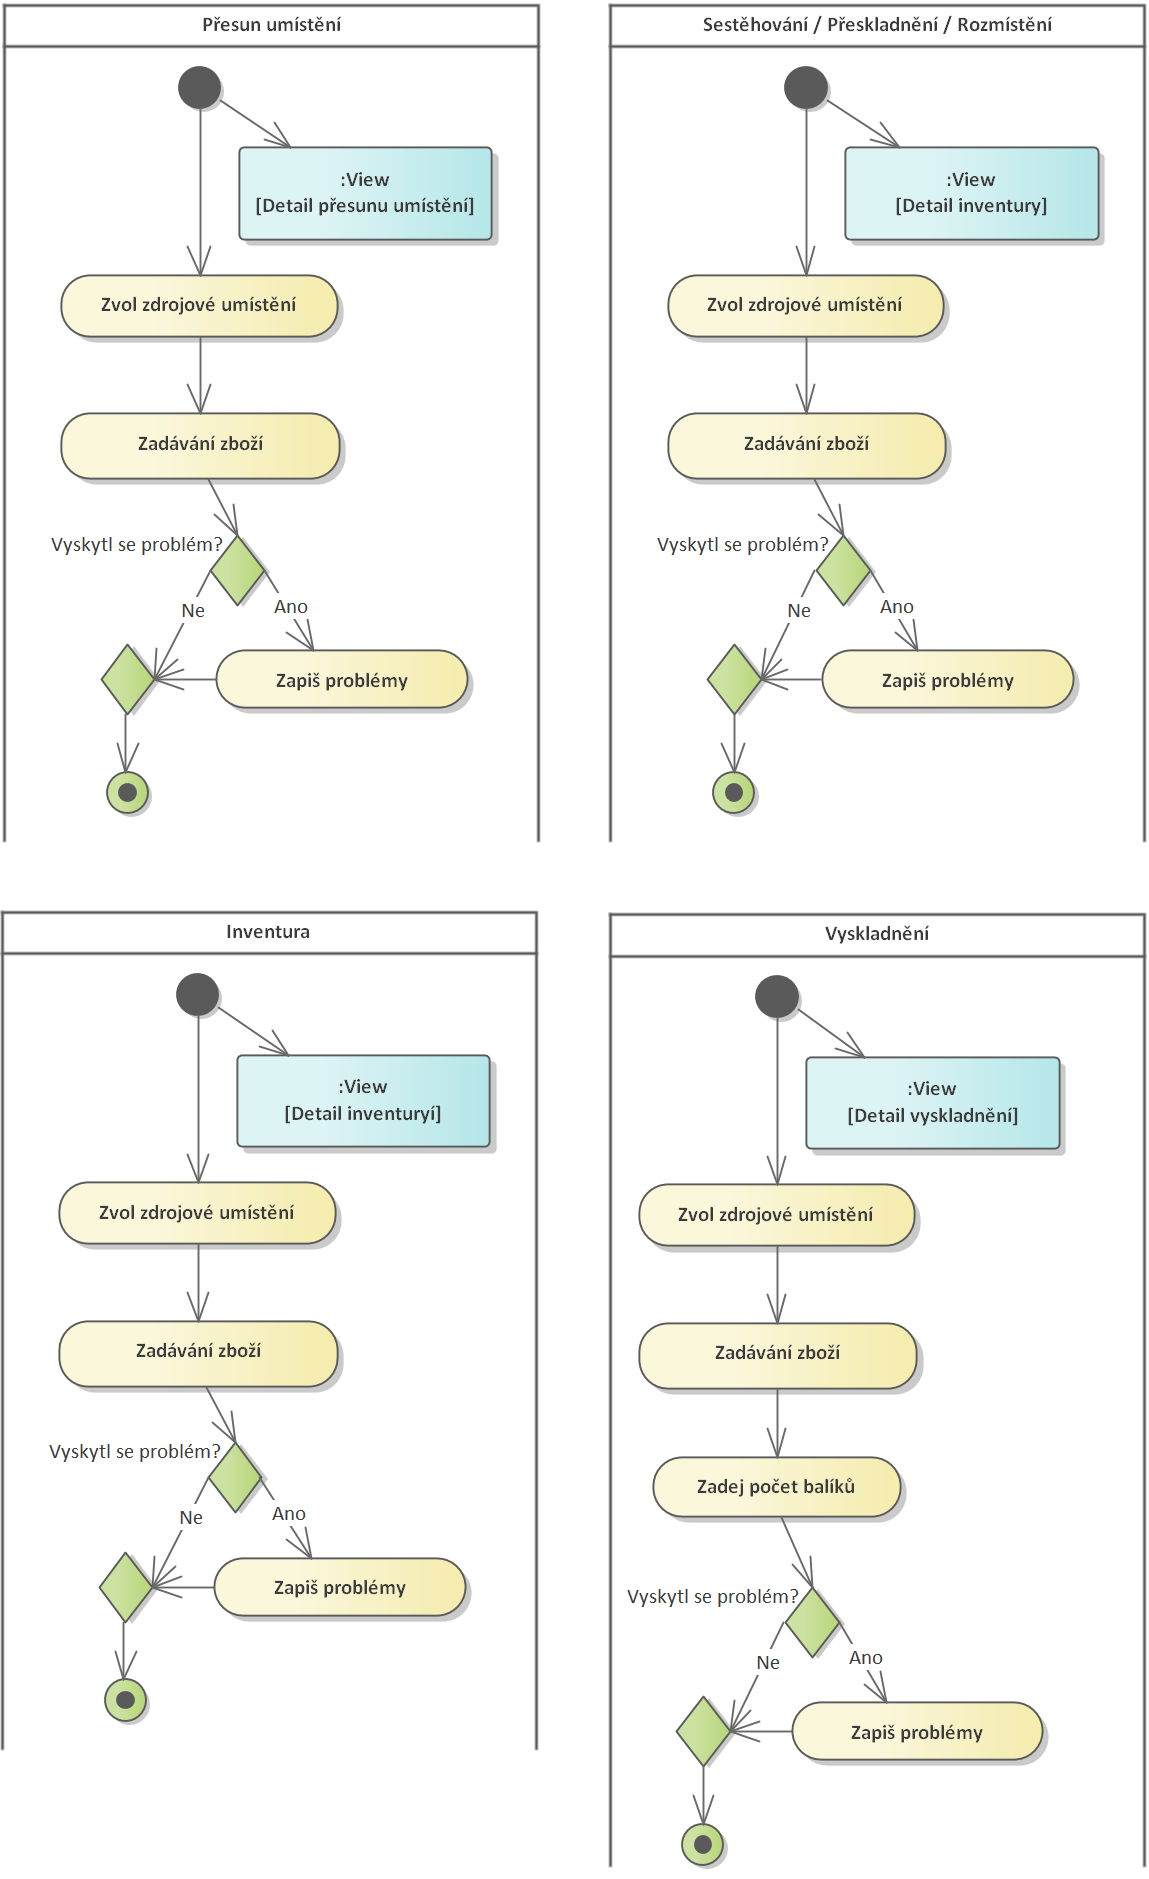 Přesun umístění
:View
[Detail přesunu umístění]
Zvol zdrojové umístění
Zadávání zboží
Vyskytl se problém?
Ne
Ano
Zapiš problémy
Sestěhování / Přeskladnění / Rozmístění
:View
[Detail inventury]
Zvol zdrojové umístění
Zadávání zboží
Vyskytl se problém?
Ne
Ano
Zapiš problémy
Inventura
:View
[Detail inventuryí]
Zvol zdrojové umístění
Zadávání zboží
Vyskytl se problém?
Ne
Ano
Zapiš problémy
Vyskladnění
:View
[Detail vyskladnění]
Zvol zdrojové umístění
Zadávání zboží
Zadej počet balíků
Vyskytl se problém?
Ne
Ano
Zapiš problémy